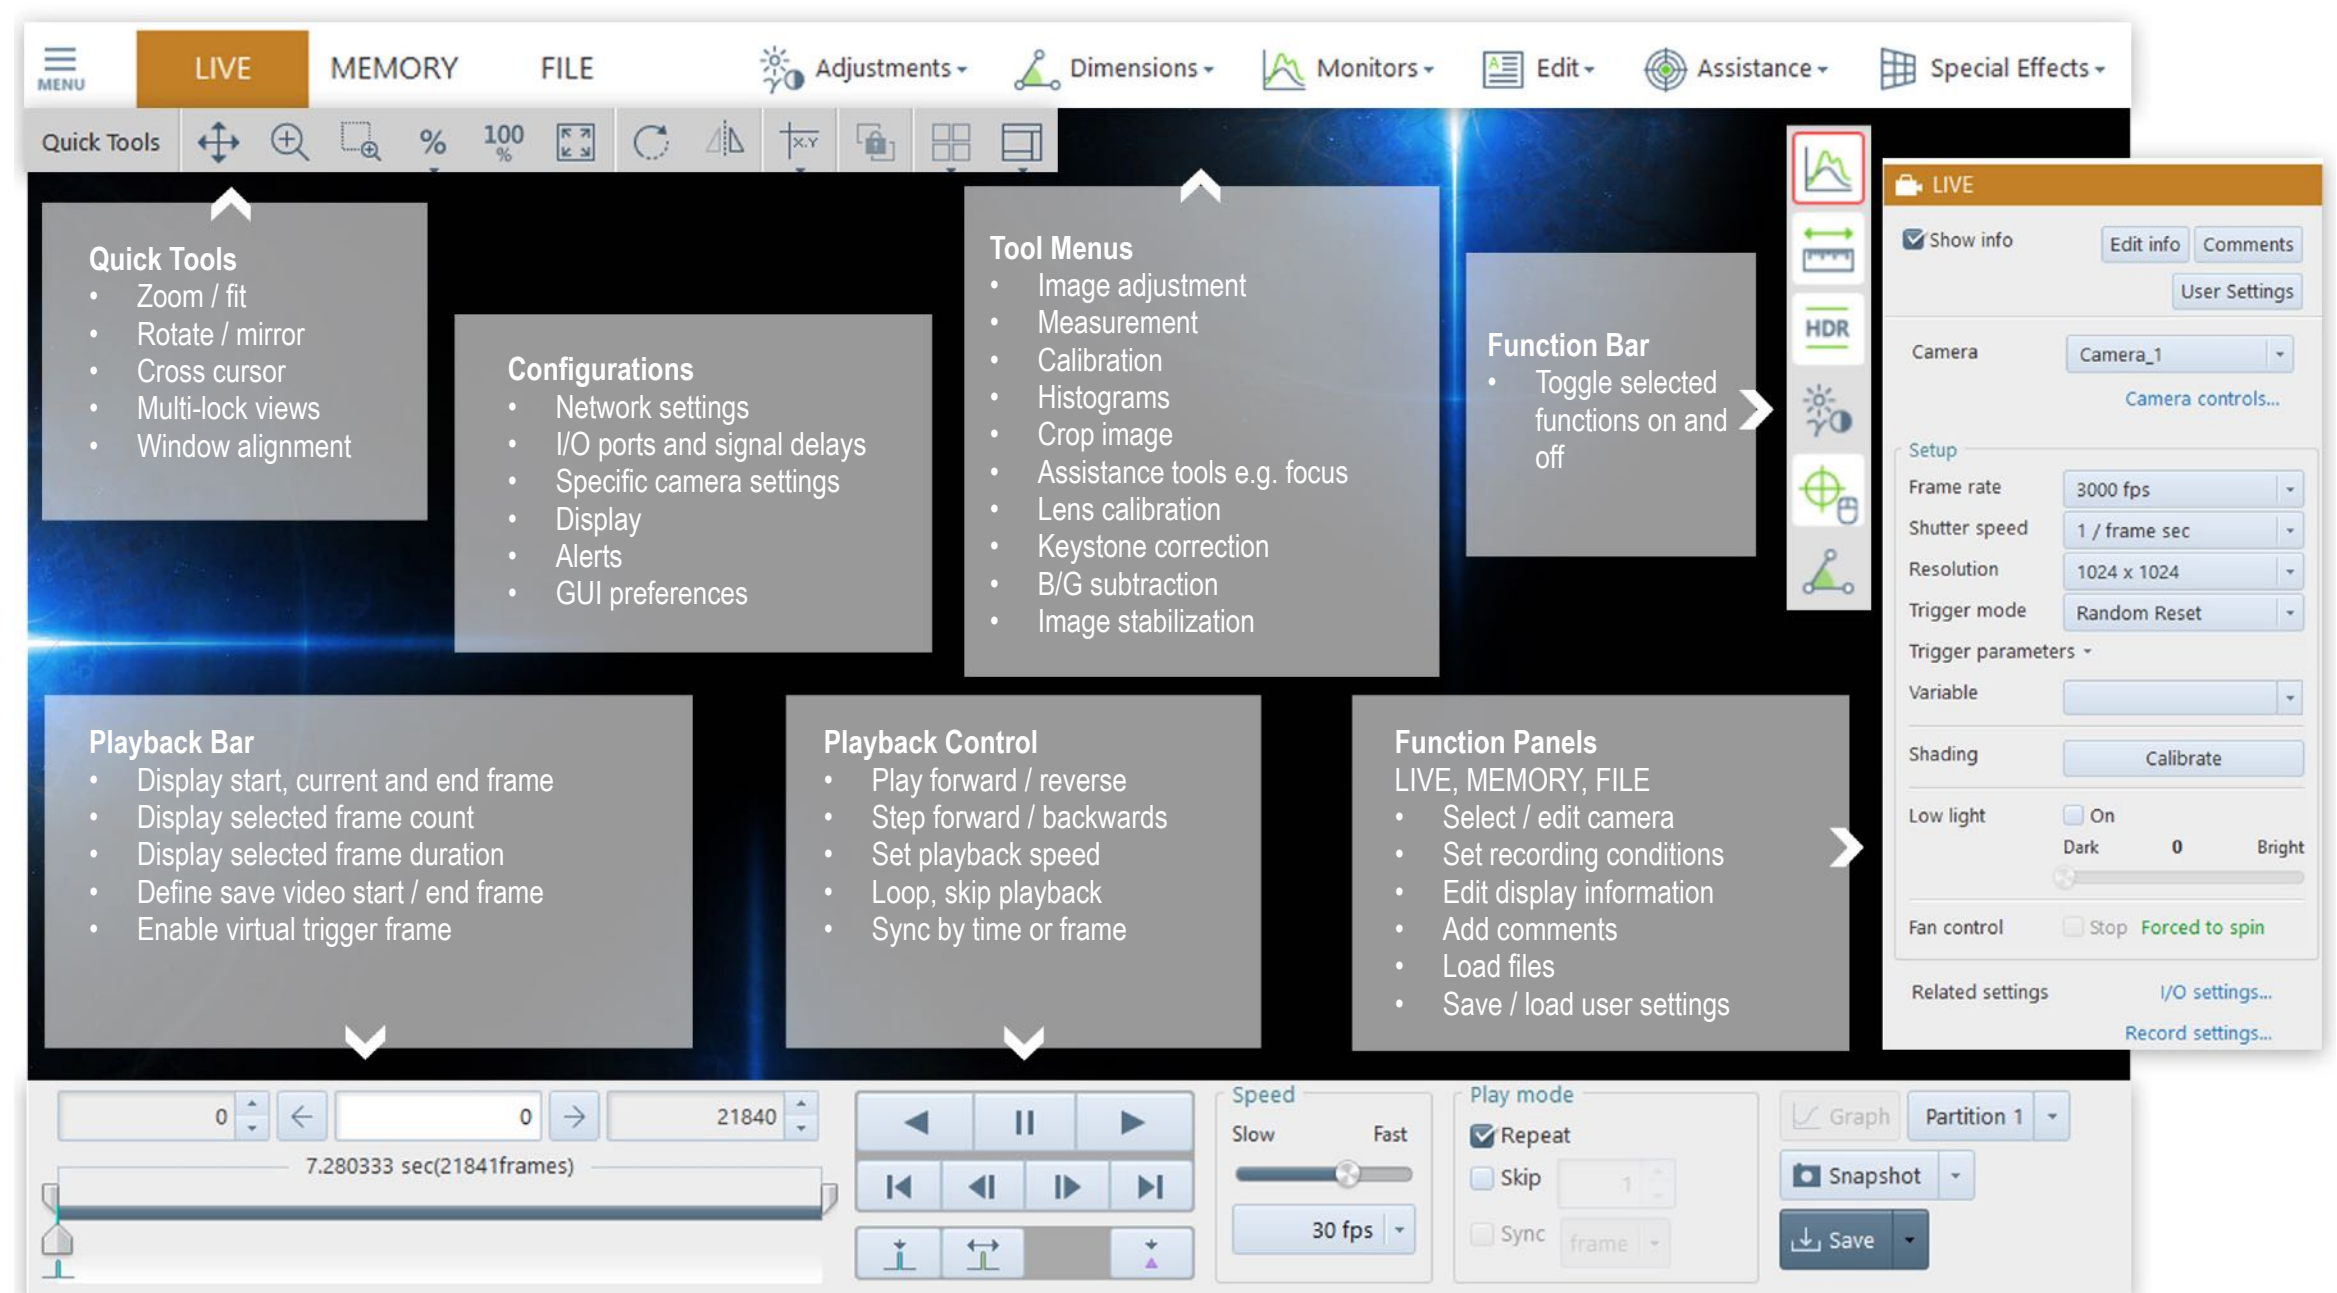 MENU
LIVE
MEMORY
FILE
Adjustments
Dimensions
Monitors
Edit
Assistance
Special Effects
Quick Tools
%
100
%
X.Y
Quick Tools
• Zoom / fit
• Rotate / mirror
• Cross cursor
• Multi-lock views
• Window alignment
Configurations
• Network settings
• I/O ports and signal delays
• Specific camera settings
• Display
• Alerts
• GUI preferences
Tool Menus
• Image adjustment
• Measurement
• Calibration
• Histograms
• Crop image
• Assistance tools e.g. focus
• Lens calibration
• Keystone correction
• B/G subtraction
• Image stabilization
Function Bar
• Toggle selected
functions on and
off
HDR
LIVE
Show info
Edit info
Comments
User Settings
Camera
Camera_1
Camera controls...
Setup
Frame rate
3000 fps
Shutter speed
1 / frame sec
Resolution
1024 x 1024
Trigger mode
Random Reset
Trigger parameters
Variable
Shading
Calibrate
Low light
On
Dark 0 Bright
Fan control
Stop Forced to spin
Related settings
I/O settings...
Record settings...
Playback Bar
• Display start, current and end frame
• Display selected frame count
• Display selected frame duration
• Define save video start / end frame
• Enable virtual trigger frame
Playback Control
• Play forward / reverse
• Step forward / backwards
• Set playback speed
• Loop, skip playback
• Sync by time or frame
Function Panels
LIVE, MEMORY, FILE
• Select / edit camera
• Set recording conditions
• Edit display information
• Add comments
• Load files
• Save / load user settings
0
0
21840
7.280333 sec(21841frames)
Speed
Slow Fast
30 fps
Play mode
Repeat
Skip 1
Sync frame
Graph
Partition 1
Snapshot
Save